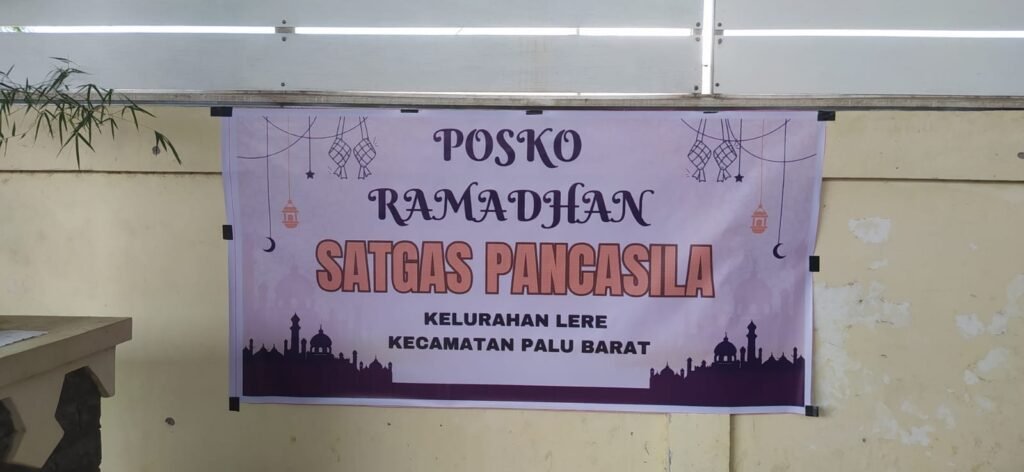 POSKO
RAMADHAN
SATGAS PANCASILA
KELURAHAN LERE
KECAMATAN PALU BARAT